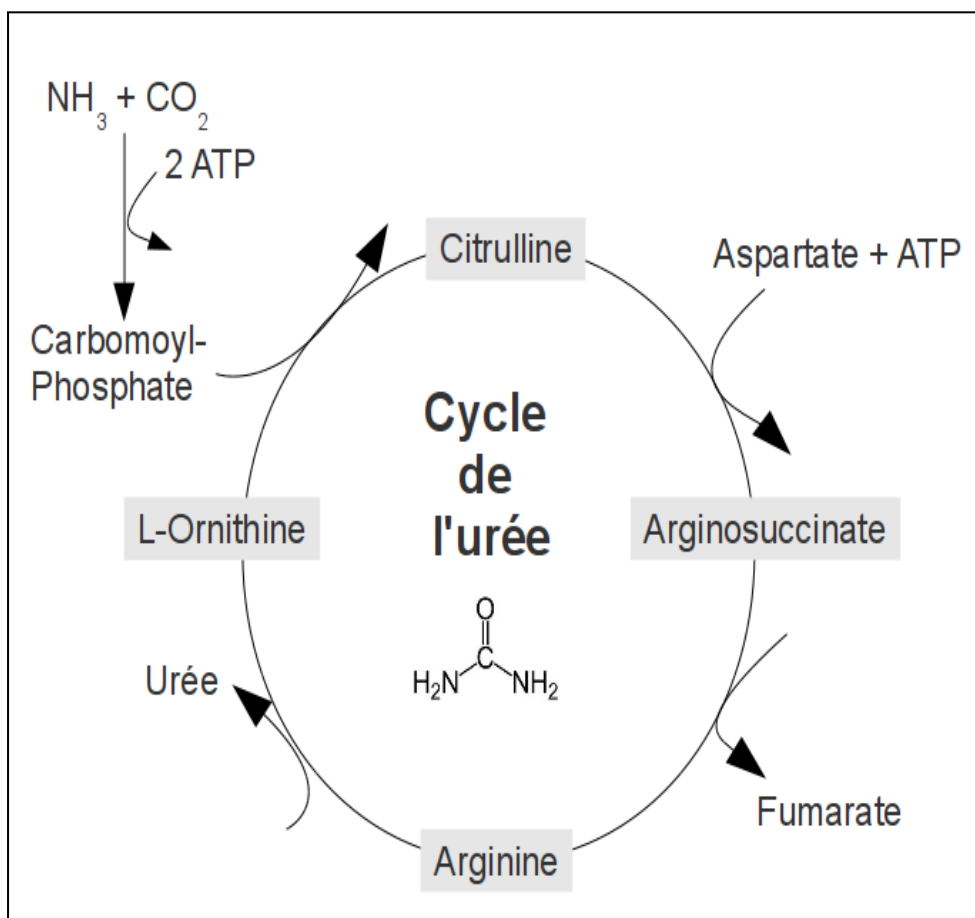 NH3 + CO2
2 ATP
Carbomoyl-
Phosphate
Citrulline
Aspartate + ATP
Cycle
de
l'urée
L-Ornithine
Arginosuccinate
O
C
H2N
NH2
Urée
Fumarate
Arginine